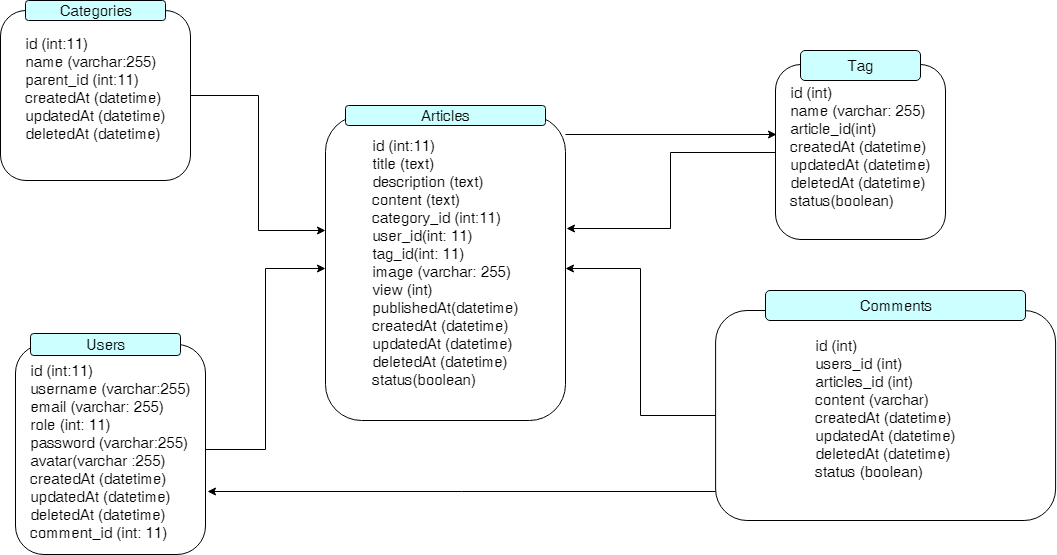 Categories
id (int:11)
name (varchar:255)
parent_id (int:11)
createdAt (datetime)
updatedAt (datetime)
deletedAt (datetime)
Articles
id (int:11)
title (text)
description (text)
content (text)
category_id (int:11)
user_id(int: 11)
tag_id(int: 11)
image (varchar: 255)
view (int)
publishedAt(datetime)
createdAt (datetime)
updatedAt (datetime)
deletedAt (datetime)
status(boolean)
Tag
id (int)
name (varchar: 255)
article_id(int)
createdAt (datetime)
updatedAt (datetime)
deletedAt (datetime)
status(boolean)
Users
id (int:11)
username (varchar:255)
email (varchar: 255)
role (int: 11)
password (varchar:255)
avatar(varchar :255)
createdAt (datetime)
updatedAt (datetime)
deletedAt (datetime)
comment_id (int: 11)
Comments
id (int)
users_id (int)
articles_id (int)
content (varchar)
createdAt (datetime)
updatedAt (datetime)
deletedAt (datetime)
status (boolean)